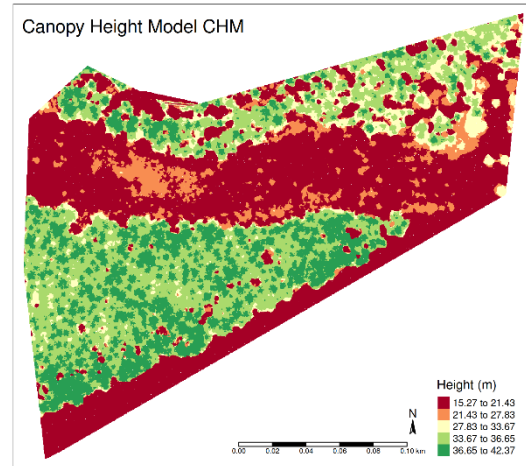 Canopy Height Model CHM
Height (m)
15.27 to 21.43
21.43 to 27.83
27.83 to 33.67
33.67 to 36.65
36.65 to 42.37
N
0.00 0.02 0.04 0.06 0.08 0.10 km